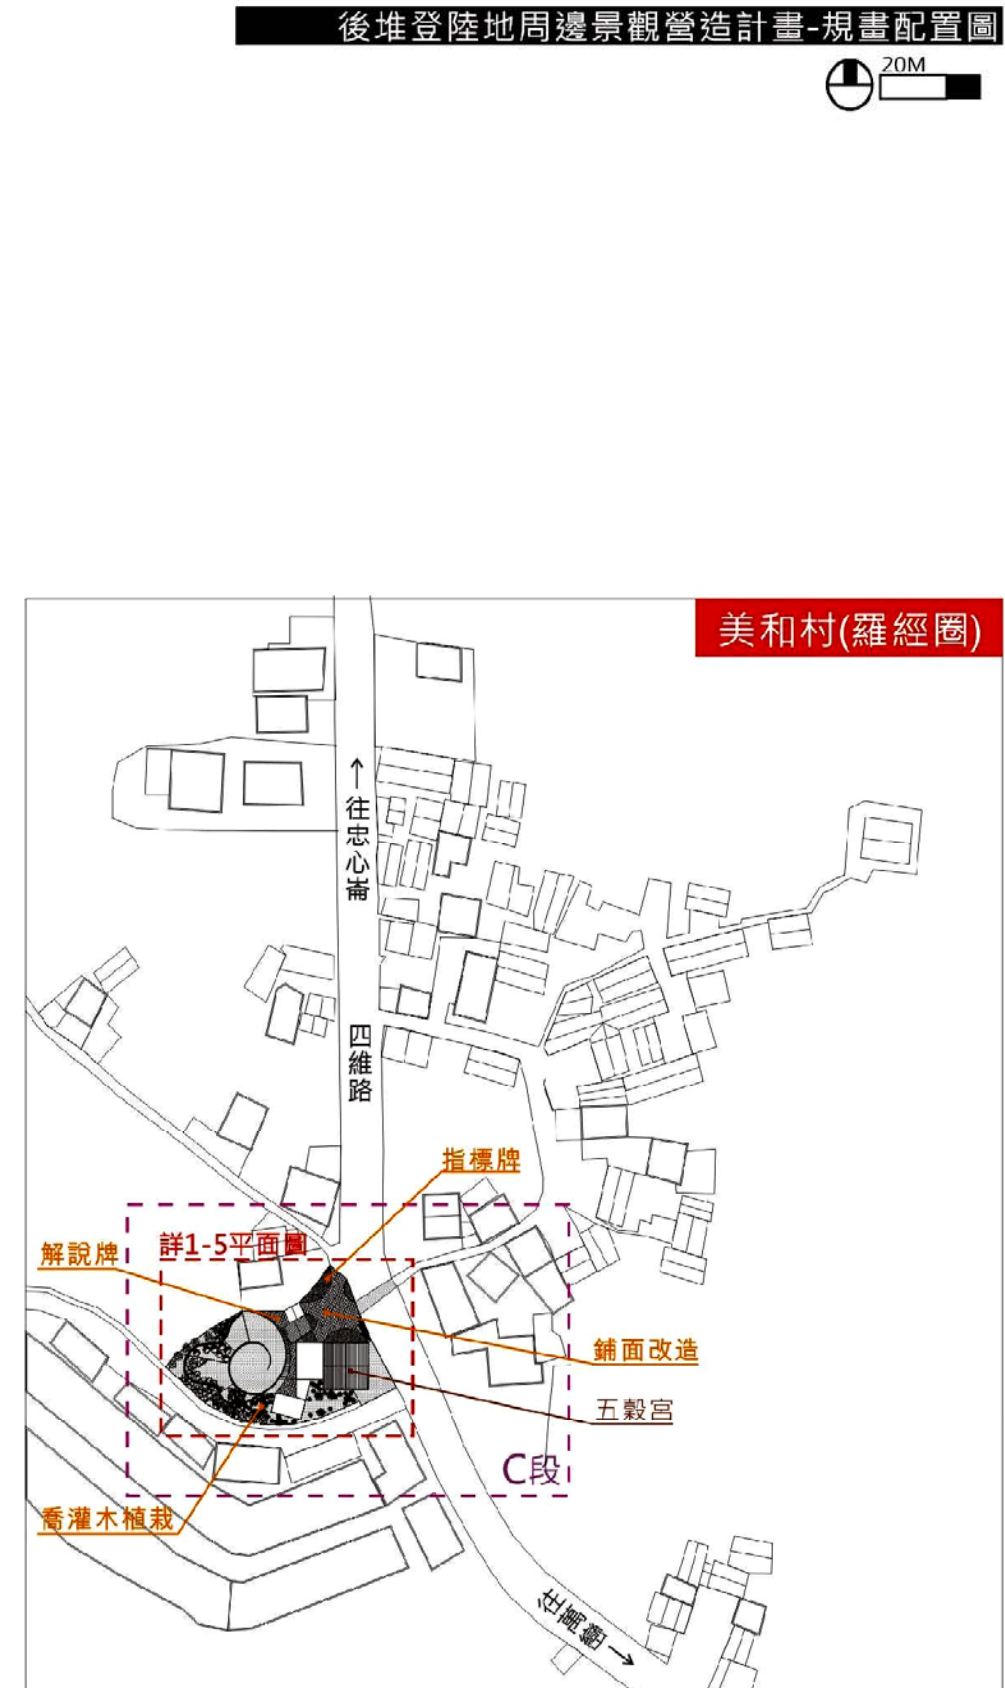 後堆登陸地周邊景觀營造計畫-規畫配置圖
20M
美和村(羅經圈)
↑往忠心崙
四維路
指標牌
解說牌
詳1-5平面圖
鋪面改造
五穀宮
C段
喬灌木植栽
往萬巒→